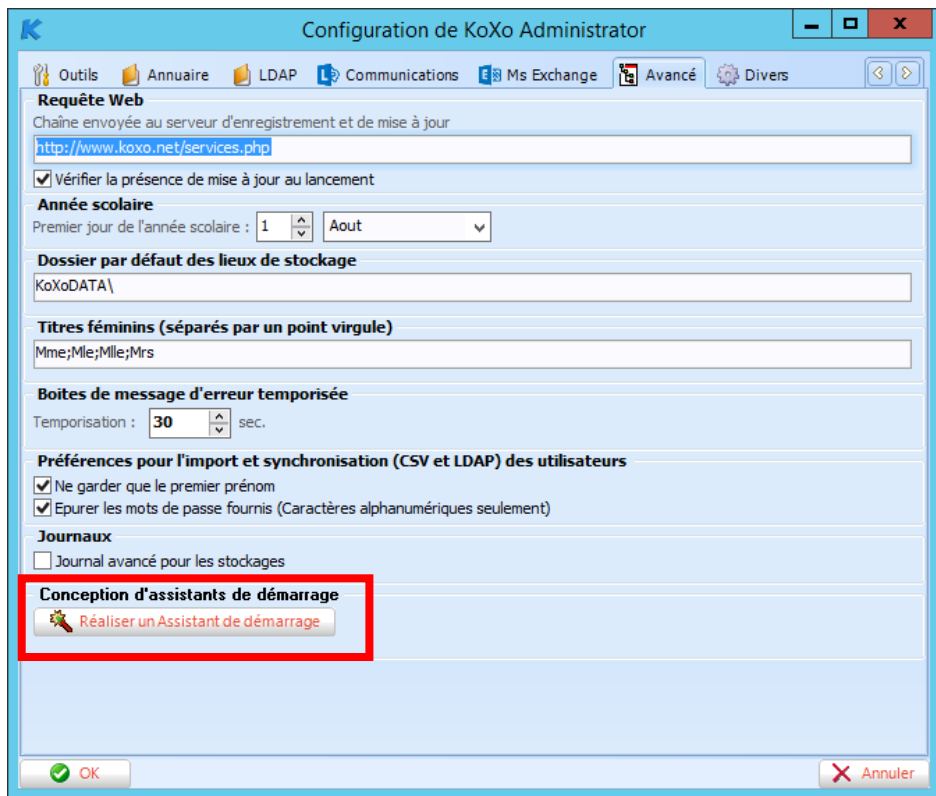 Configuration de KoXo Administrator
Outils Annuaire LDAP Communications Ms Exchange Avancé Divers
Requête Web
Chaîne envoyée au serveur d'enregistrement et de mise à jour
http://www.koxo.net/services.php
Vérifier la présence de mise à jour au lancement
Année scolaire
Premier jour de l'année scolaire : 1 Aout
Dossier par défaut des lieux de stockage
KoXoDATA\
Titres féminins (séparés par un point virgule)
Mme;Mle;Mlle;Mrs
Boites de message d'erreur temporisée
Temporisation : 30 sec.
Préférences pour l'import et synchronisation (CSV et LDAP) des utilisateurs
Ne garder que le premier prénom
Epurer les mots de passe fournis (Caractères alphanumériques seulement)
Journaux
Journal avancé pour les stockages
Conception d'assistants de démarrage
Réaliser un Assistant de démarrage
OK Annuler